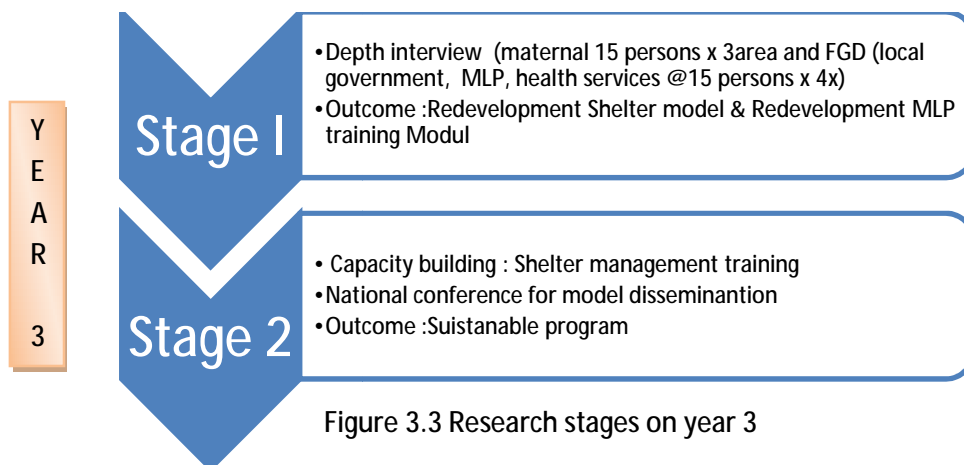 YEAR 3
Stage I
•Depth interview (maternal 15 persons x 3area and FGD (local
government, MLP, health services @15 persons x 4x)
•Outcome :Redevelopment Shelter model & Redevelopment MLP
training Modul
Stage 2
• Capacity building : Shelter management training
•National conference for model disseminantion
•Outcome :Suistanable program
Figure 3.3 Research stages on year 3